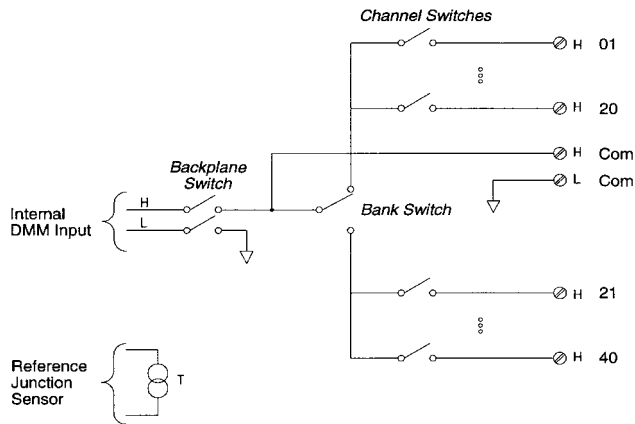 Channel Switches
H 01
H 20
H Com
L Com
Backplane
Switch
Bank Switch
Internal
DMM Input
H
L
H 21
H 40
Reference
Junction
Sensor
T